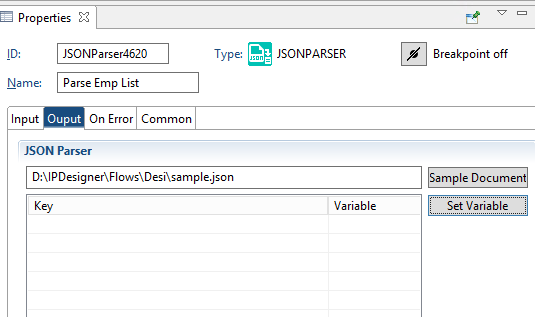 Properties
ID: JSONParser4620 Type: JSON JSONPARSER Breakpoint off
Name: Parse Emp List
Input Ouput On Error Common
JSON Parser
D:\IPDesigner\Flows\Desi\sample.json Sample Document
Key Variable Set Variable